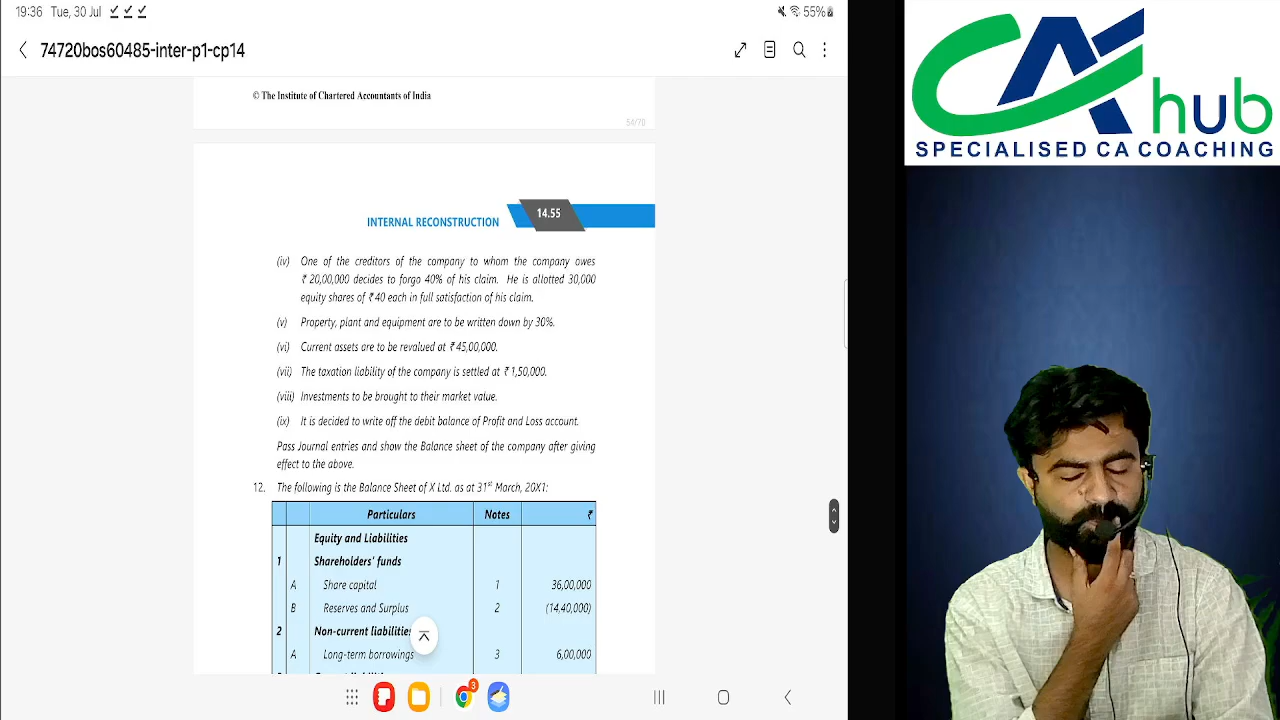 19:36 Tue, 30 Jul
55%
74720bos60485-inter-p1-cp14
© The Institute of Chartered Accountants of India
54/70
INTERNAL RECONSTRUCTION 14.55
(iv) One of the creditors of the company to whom the company owes
₹ 20,00,000 decides to forgo 40% of his claim. He is allotted 30,000
equity shares of ₹ 40 each in full satisfaction of his claim.
(v) Property, plant and equipment are to be written down by 30%.
(vi) Current assets are to be revalued at ₹ 45,00,000.
(vii) The taxation liability of the company is settled at ₹ 1,50,000.
(viii) Investments to be brought to their market value.
(ix) It is decided to write off the debit balance of Profit and Loss account.
Pass Journal entries and show the Balance sheet of the company after giving
effect to the above.
12. The following is the Balance Sheet of X Ltd. as at 31st March, 20X1:
Particulars Notes ₹
Equity and Liabilities
1 Shareholders' funds
A Share capital 1 36,00,000
B Reserves and Surplus 2 (14,40,000)
2 Non-current liabilities
A Long-term borrowings 3 6,00,000
3
CA hub
SPECIALISED CA COACHING